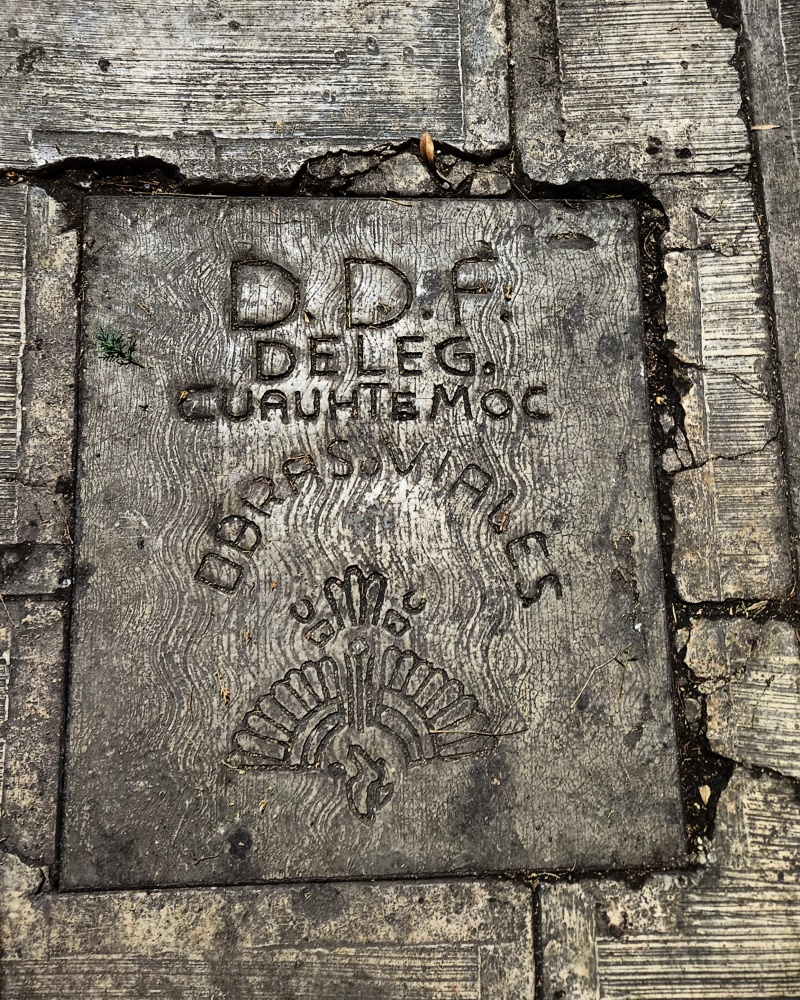 D.D.F.
DELEG.
CUAUHTEMOC
OBRAS VIALES